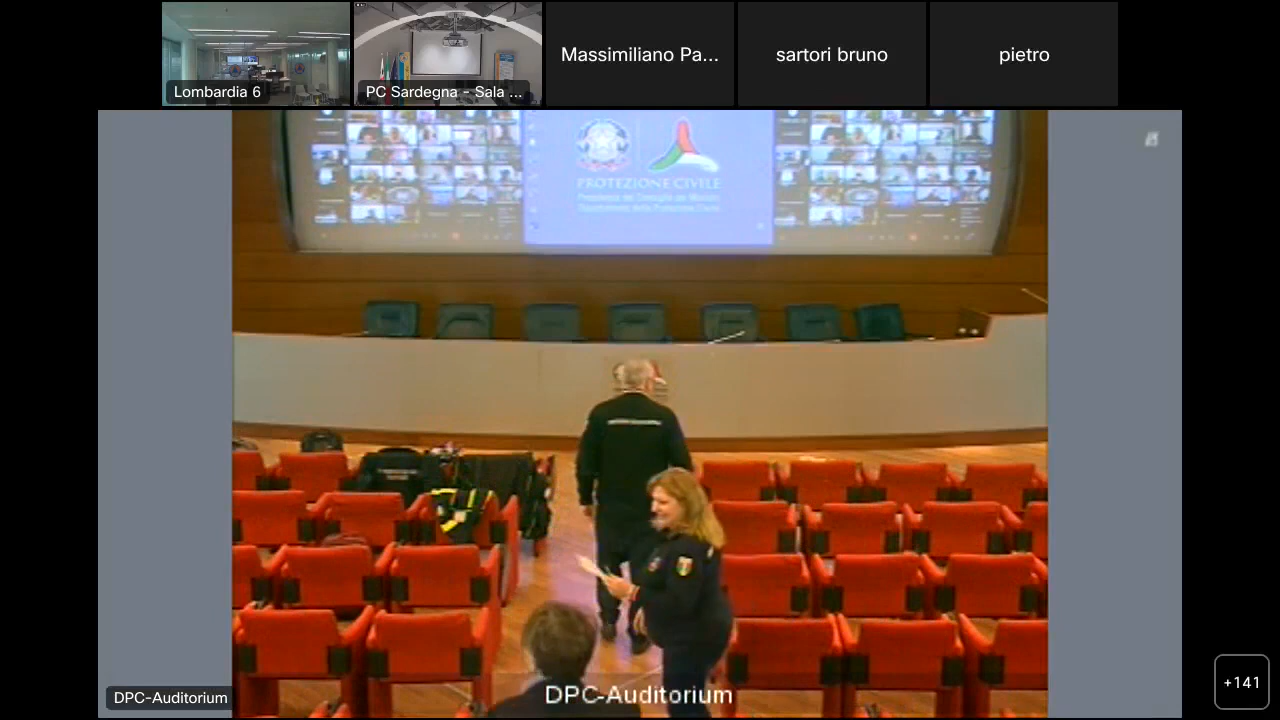 Lombardia 6
PC Sardegna - Sala ...
Massimiliano Pa...
sartori bruno
pietro
PROTEZIONE CIVILE
Presidenza del Consiglio dei Ministri
Dipartimento della Protezione Civile
DPC-Auditorium
DPC-Auditorium
+141